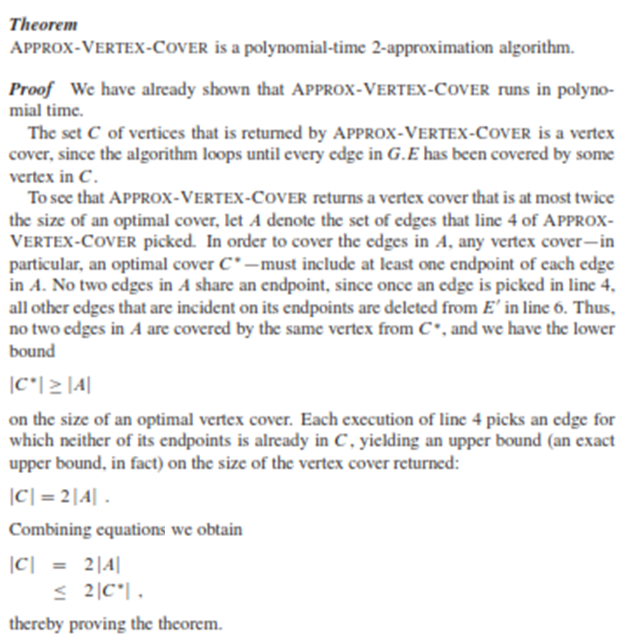 Theorem
APPROX-VERTEX-COVER is a polynomial-time 2-approximation algorithm.
Proof We have already shown that APPROX-VERTEX-COVER runs in polyno-
mial time.
The set C of vertices that is returned by APPROX-VERTEX-COVER is a vertex
cover, since the algorithm loops until every edge in G.E has been covered by some
vertex in C.
To see that APPROX-VERTEX-COVER returns a vertex cover that is at most twice
the size of an optimal cover, let A denote the set of edges that line 4 of APPROX-
VERTEX-COVER picked. In order to cover the edges in A, any vertex cover—in
particular, an optimal cover C*—must include at least one endpoint of each edge
in A. No two edges in A share an endpoint, since once an edge is picked in line 4,
all other edges that are incident on its endpoints are deleted from E′ in line 6. Thus,
no two edges in A are covered by the same vertex from C*, and we have the lower
bound
|C*| ≥ |A|
on the size of an optimal vertex cover. Each execution of line 4 picks an edge for
which neither of its endpoints is already in C, yielding an upper bound (an exact
upper bound, in fact) on the size of the vertex cover returned:
|C| = 2|A| .
Combining equations we obtain
|C| = 2|A|
≤ 2|C*| ,
thereby proving the theorem.